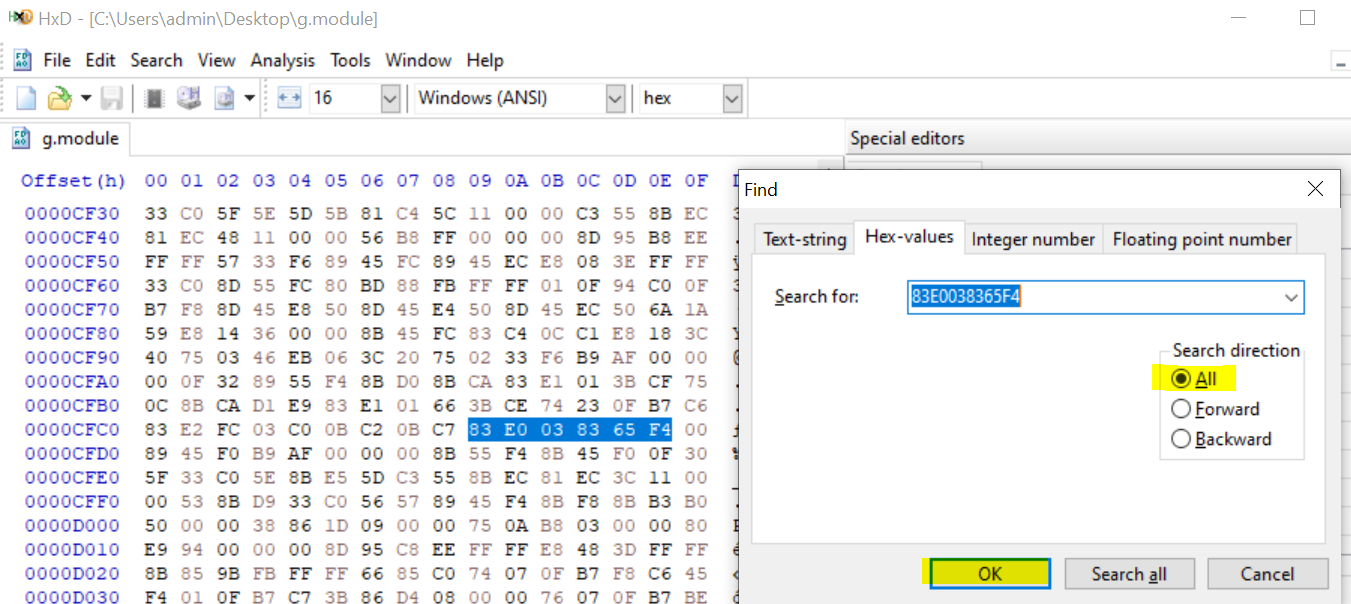 HxD - [C:\Users\admin\Desktop\g.module]
File Edit Search View Analysis Tools Window Help
16 Windows (ANSI) hex
g.module
Special editors
Offset(h) 00 01 02 03 04 05 06 07 08 09 0A 0B 0C 0D 0E 0F
0000CF30 33 C0 5F 5E 5D 5B 81 C4 5C 11 00 00 C3 55 8B EC
0000CF40 81 EC 48 11 00 00 56 B8 FF 00 00 00 8D 95 B8 EE
0000CF50 FF FF 57 33 F6 89 45 FC 89 45 EC E8 08 3E FF FF
0000CF60 33 C0 8D 55 FC 80 BD 88 FB FF FF 01 0F 94 C0 0F
0000CF70 B7 F8 8D 45 E8 50 8D 45 E4 50 8D 45 EC 50 6A 1A
0000CF80 59 E8 14 36 00 00 8B 45 FC 83 C4 0C C1 E8 18 3C
0000CF90 40 75 03 46 EB 06 3C 20 75 02 33 F6 B9 AF 00 00
0000CFA0 00 0F 32 89 55 F4 8B D0 8B CA 83 E1 01 3B CF 75
0000CFB0 0C 8B CA D1 E9 83 E1 01 66 3B CE 74 23 0F B7 C6
0000CFC0 83 E2 FC 03 C0 0B C2 0B C7 83 E0 03 83 65 F4 00
0000CFD0 89 45 F0 B9 AF 00 00 00 8B 55 F4 8B 45 F0 0F 30
0000CFE0 5F 33 C0 5E 8B E5 5D C3 55 8B EC 81 EC 3C 11 00
0000CFF0 00 53 8B D9 33 C0 56 57 89 45 F4 8B F8 8B B3 B0
0000D000 50 00 00 38 86 1D 09 00 00 75 0A B8 03 00 00 80
0000D010 E9 94 00 00 00 8D 95 C8 EE FF FF E8 48 3D FF FF
0000D020 8B 85 9B FB FF FF 66 85 C0 74 07 0F B7 F8 C6 45
0000D030 F4 01 0F B7 C7 3B 86 D4 08 00 00 76 07 0F B7 BE
Find
Text-string Hex-values Integer number Floating point number
Search for: 83E0038365F4
Search direction
All
Forward
Backward
OK Search all Cancel